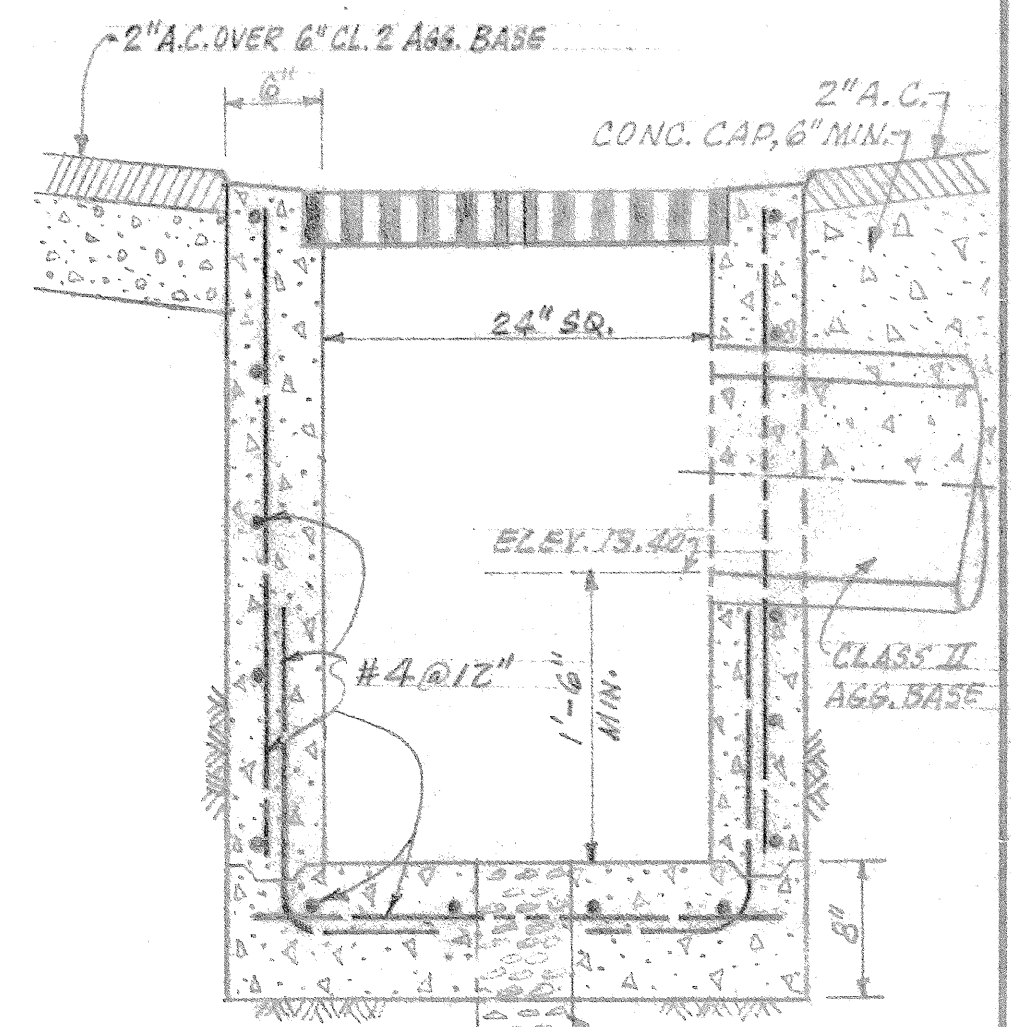 2"A.C. OVER 6" CL. 2 AGG. BASE
6"
2"A.C.
CONC. CAP, 6" MIN.
24" SQ.
ELEV. 13.40
#4 @ 12"
1'-6"
MIN.
CLASS II
AGG. BASE
8"